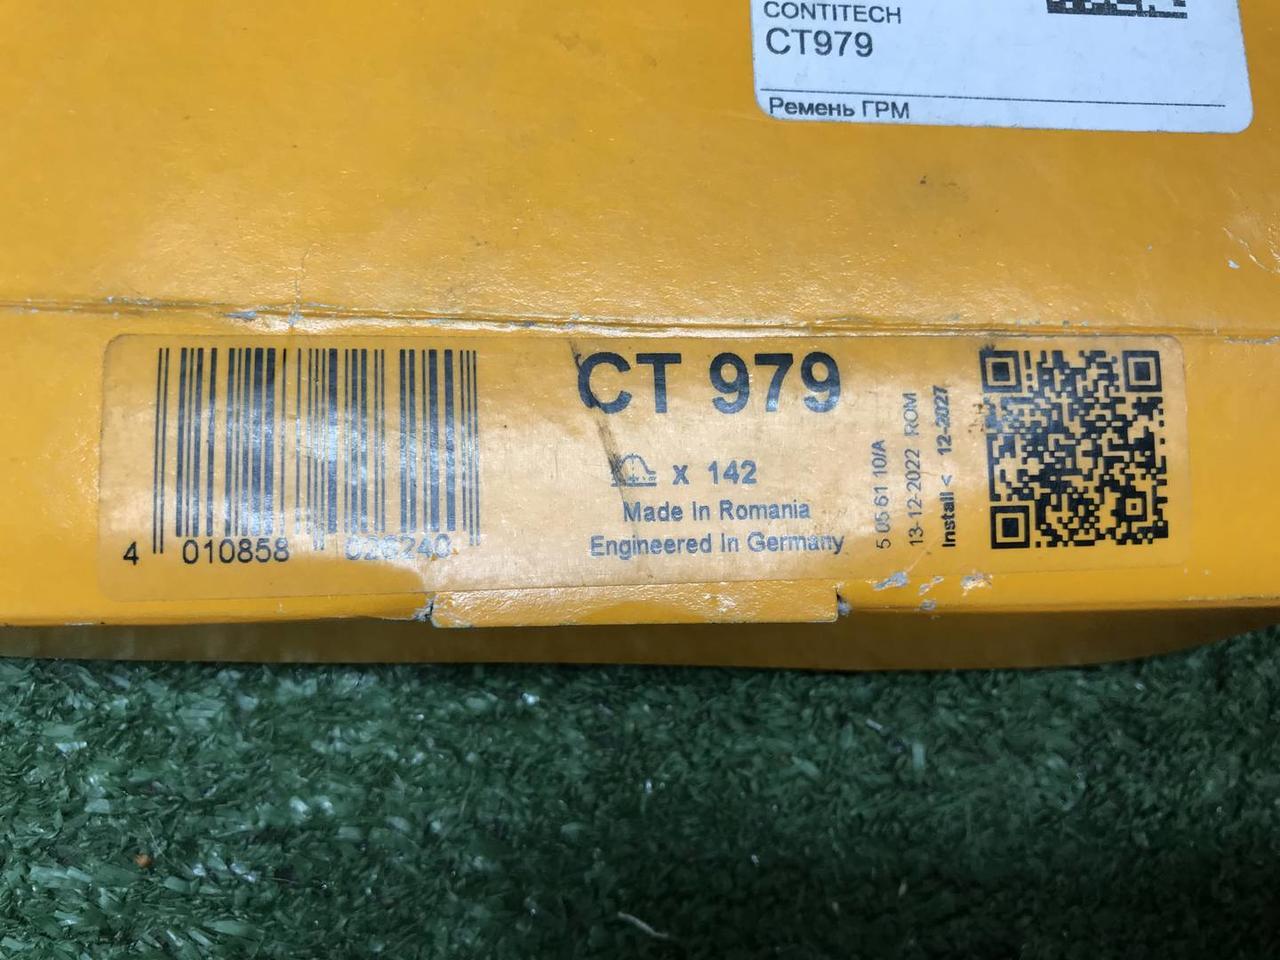 CONTITECH
CT979
Ремень ГРМ
CT 979
x 142
Made In Romania
Engineered In Germany
4 010858 026240
5 05 61 10/A
13-12-2022 ROM
Install < 12-2027